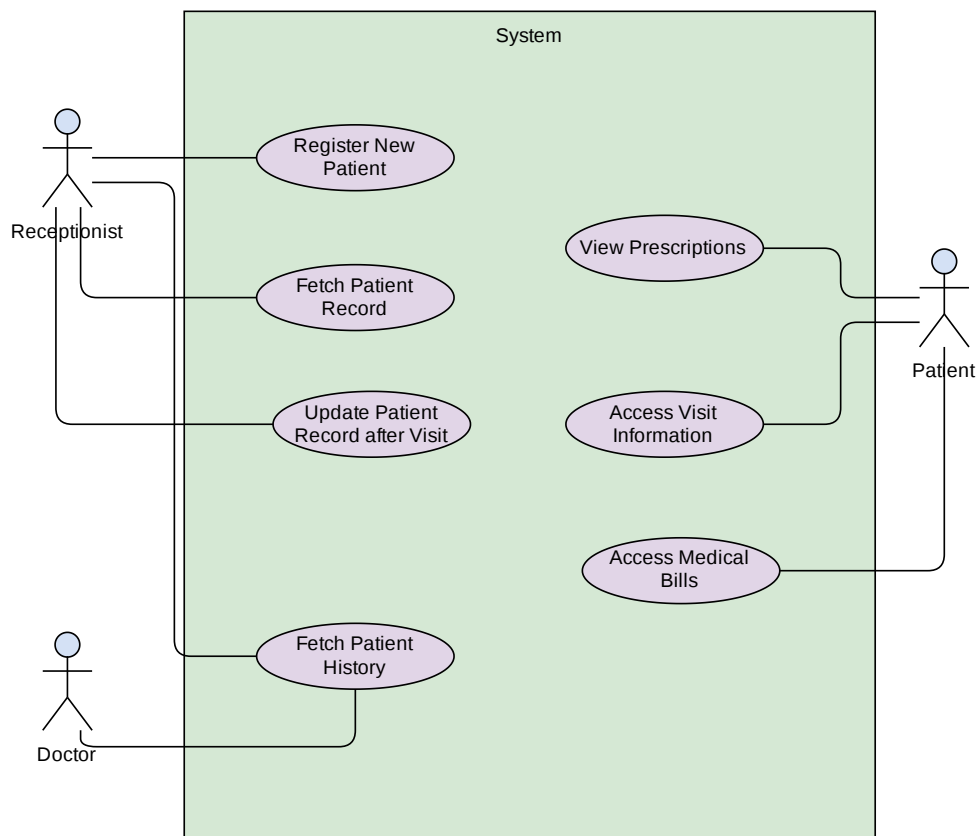 System
Register New
Patient
Receptionist
View Prescriptions
Fetch Patient
Record
Patient
Update Patient
Record after Visit
Access Visit
Information
Access Medical
Bills
Fetch Patient
History
Doctor